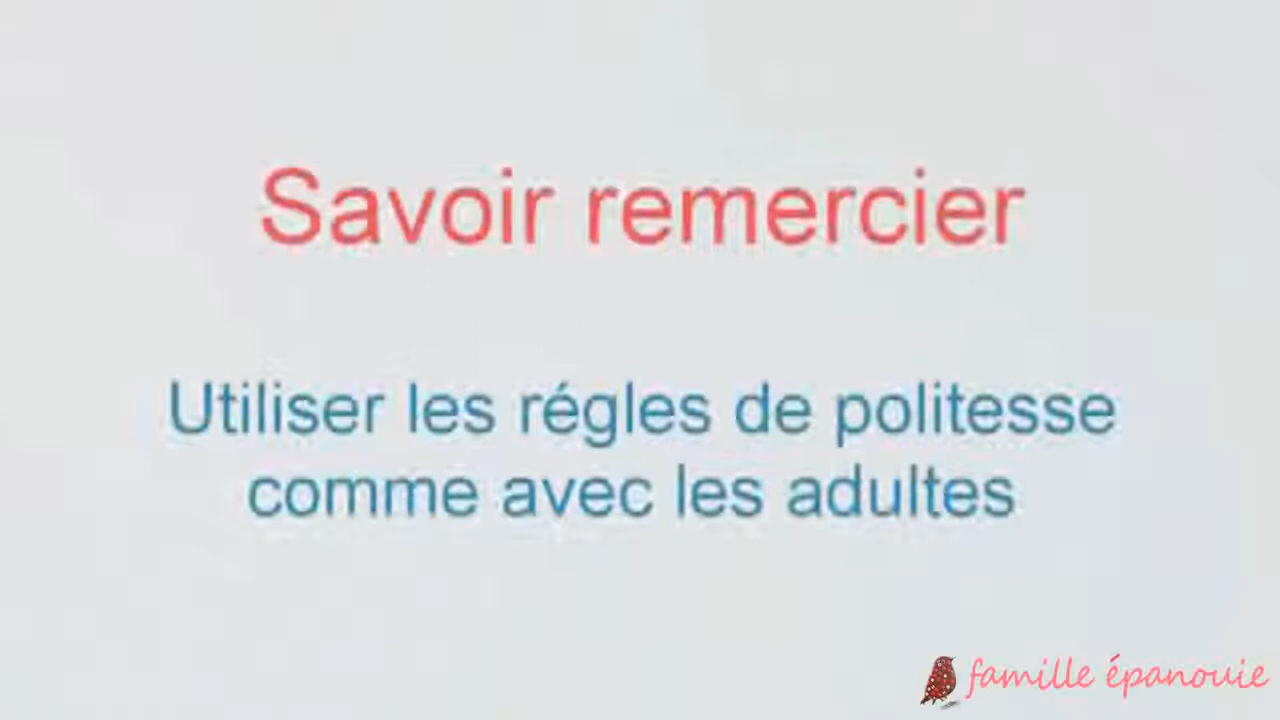 Savoir remercier
Utiliser les régles de politesse
comme avec les adultes
famille épanouie